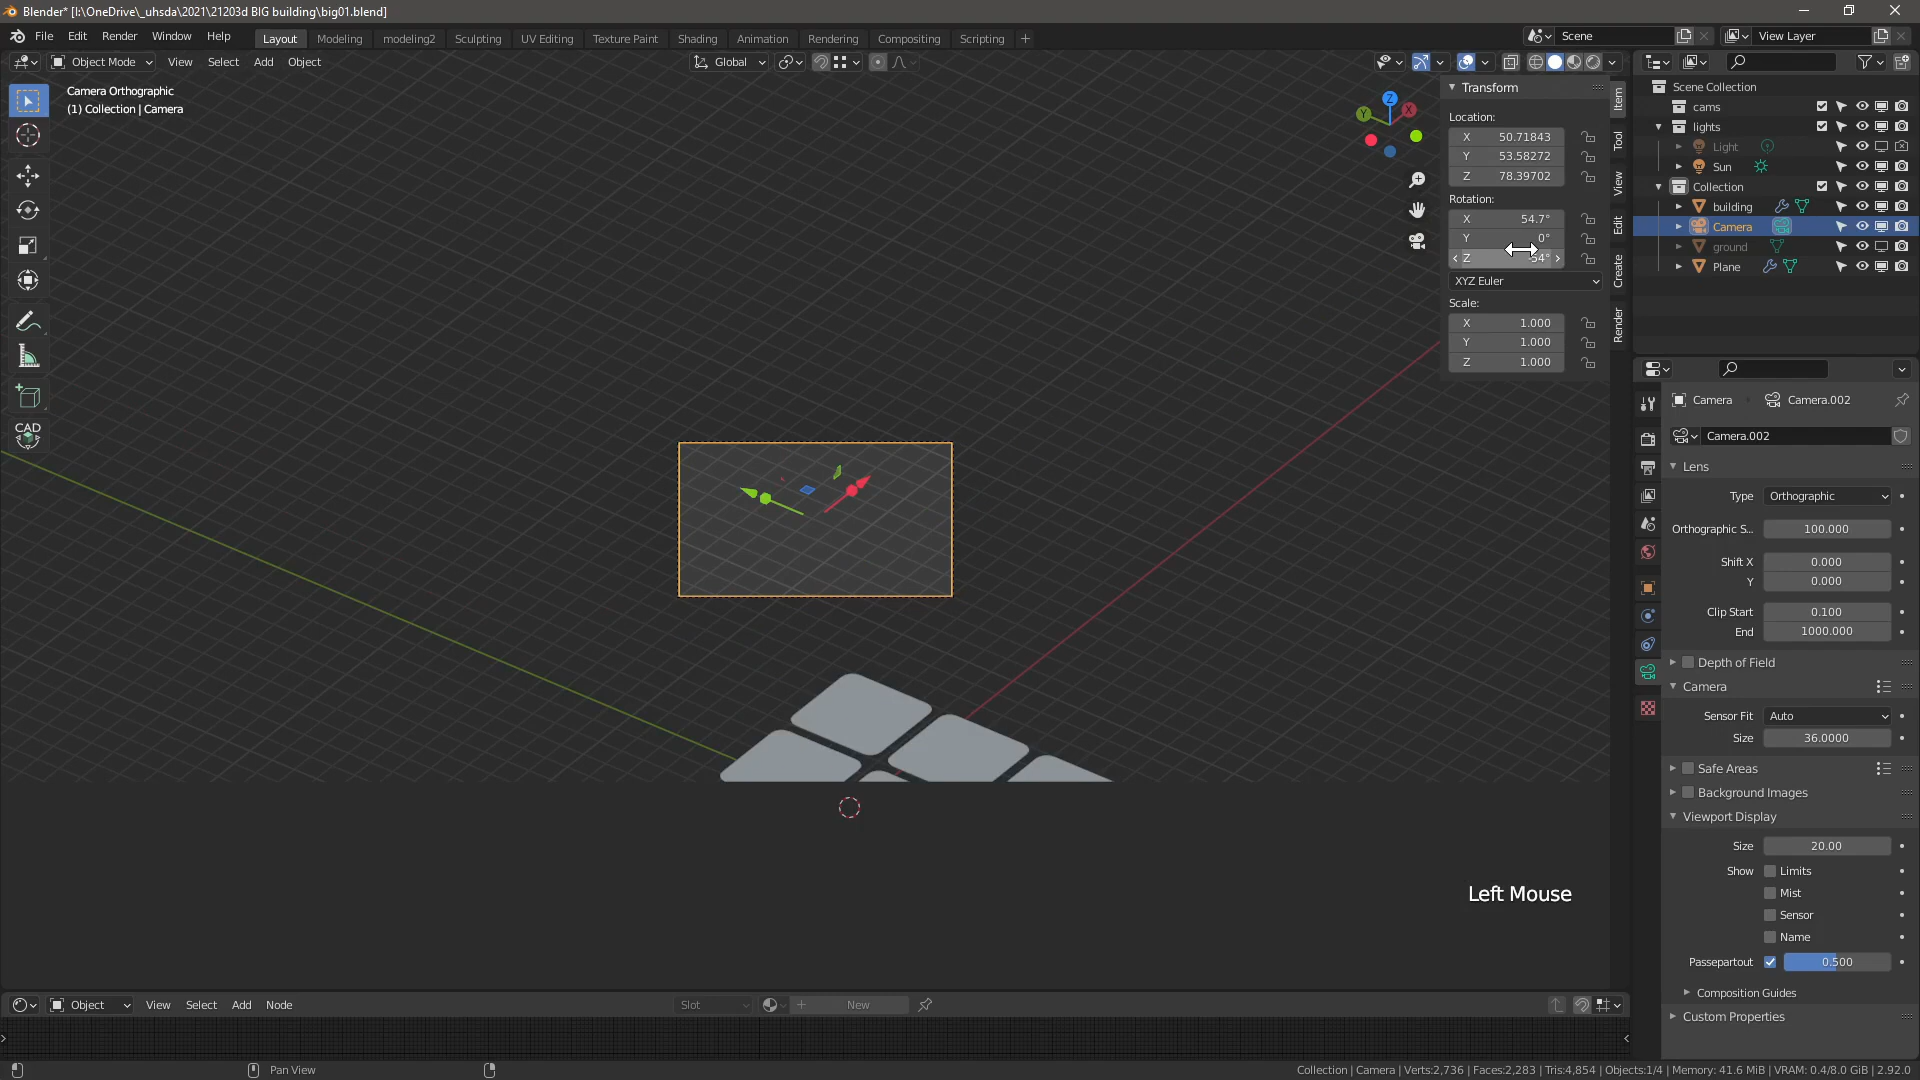 Blender* [I:\OneDrive\_uhsda\2021\21203d BIG building\big01.blend]
File Edit Render Window Help Layout Modeling modeling2 Sculpting UV Editing Texture Paint Shading Animation Rendering Compositing Scripting + Scene View Layer
Object Mode View Select Add Object Global
Camera Orthographic
(1) Collection | Camera
CAD
Z
Y
X
Transform
Location:
X 50.71843
Y 53.58272
Z 78.39702
Rotation:
X 54.7°
Y 0°
Z 54°
XYZ Euler
Scale:
X 1.000
Y 1.000
Z 1.000
Item
Tool
View
Edit
Create
Render
Scene Collection
cams
lights
Light
Sun
Collection
building
Camera
ground
Plane
Camera Camera.002
Camera.002
Lens
Type Orthographic
Orthographic S... 100.000
Shift X 0.000
Y 0.000
Clip Start 0.100
End 1000.000
Depth of Field
Camera
Sensor Fit Auto
Size 36.0000
Safe Areas
Background Images
Viewport Display
Size 20.00
Show Limits
Mist
Sensor
Name
Passepartout 0.500
Composition Guides
Custom Properties
Left Mouse
Object View Select Add Node Slot New
Pan View
Collection | Camera | Verts:2,736 | Faces:2,283 | Tris:4,854 | Objects:1/4 | Memory: 41.6 MiB | VRAM: 0.4/8.0 GiB | 2.92.0